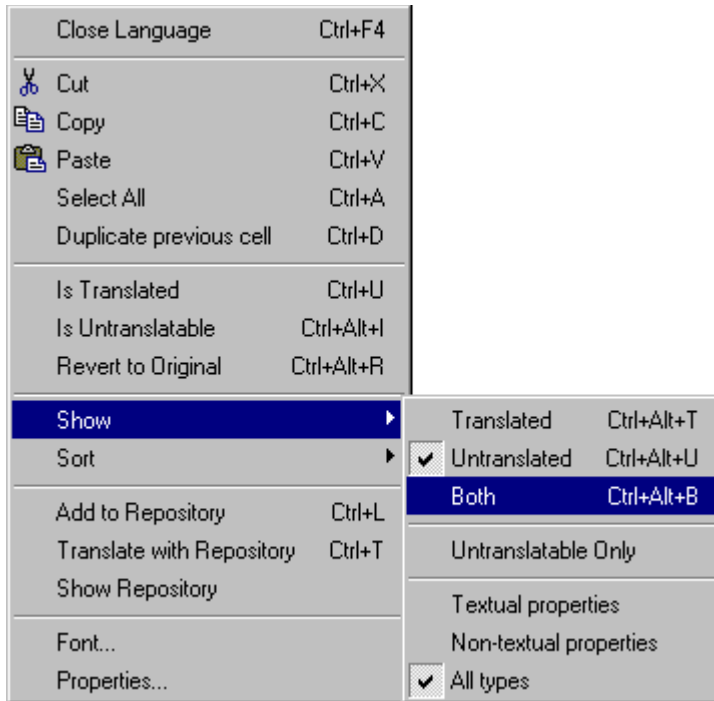 Close Language Ctrl+F4
Cut Ctrl+X
Copy Ctrl+C
Paste Ctrl+V
Select All Ctrl+A
Duplicate previous cell Ctrl+D
Is Translated Ctrl+U
Is Untranslatable Ctrl+Alt+I
Revert to Original Ctrl+Alt+R
Show
Sort
Add to Repository Ctrl+L
Translate with Repository Ctrl+T
Show Repository
Font...
Properties...
Translated Ctrl+Alt+T
Untranslated Ctrl+Alt+U
Both Ctrl+Alt+B
Untranslatable Only
Textual properties
Non-textual properties
All types